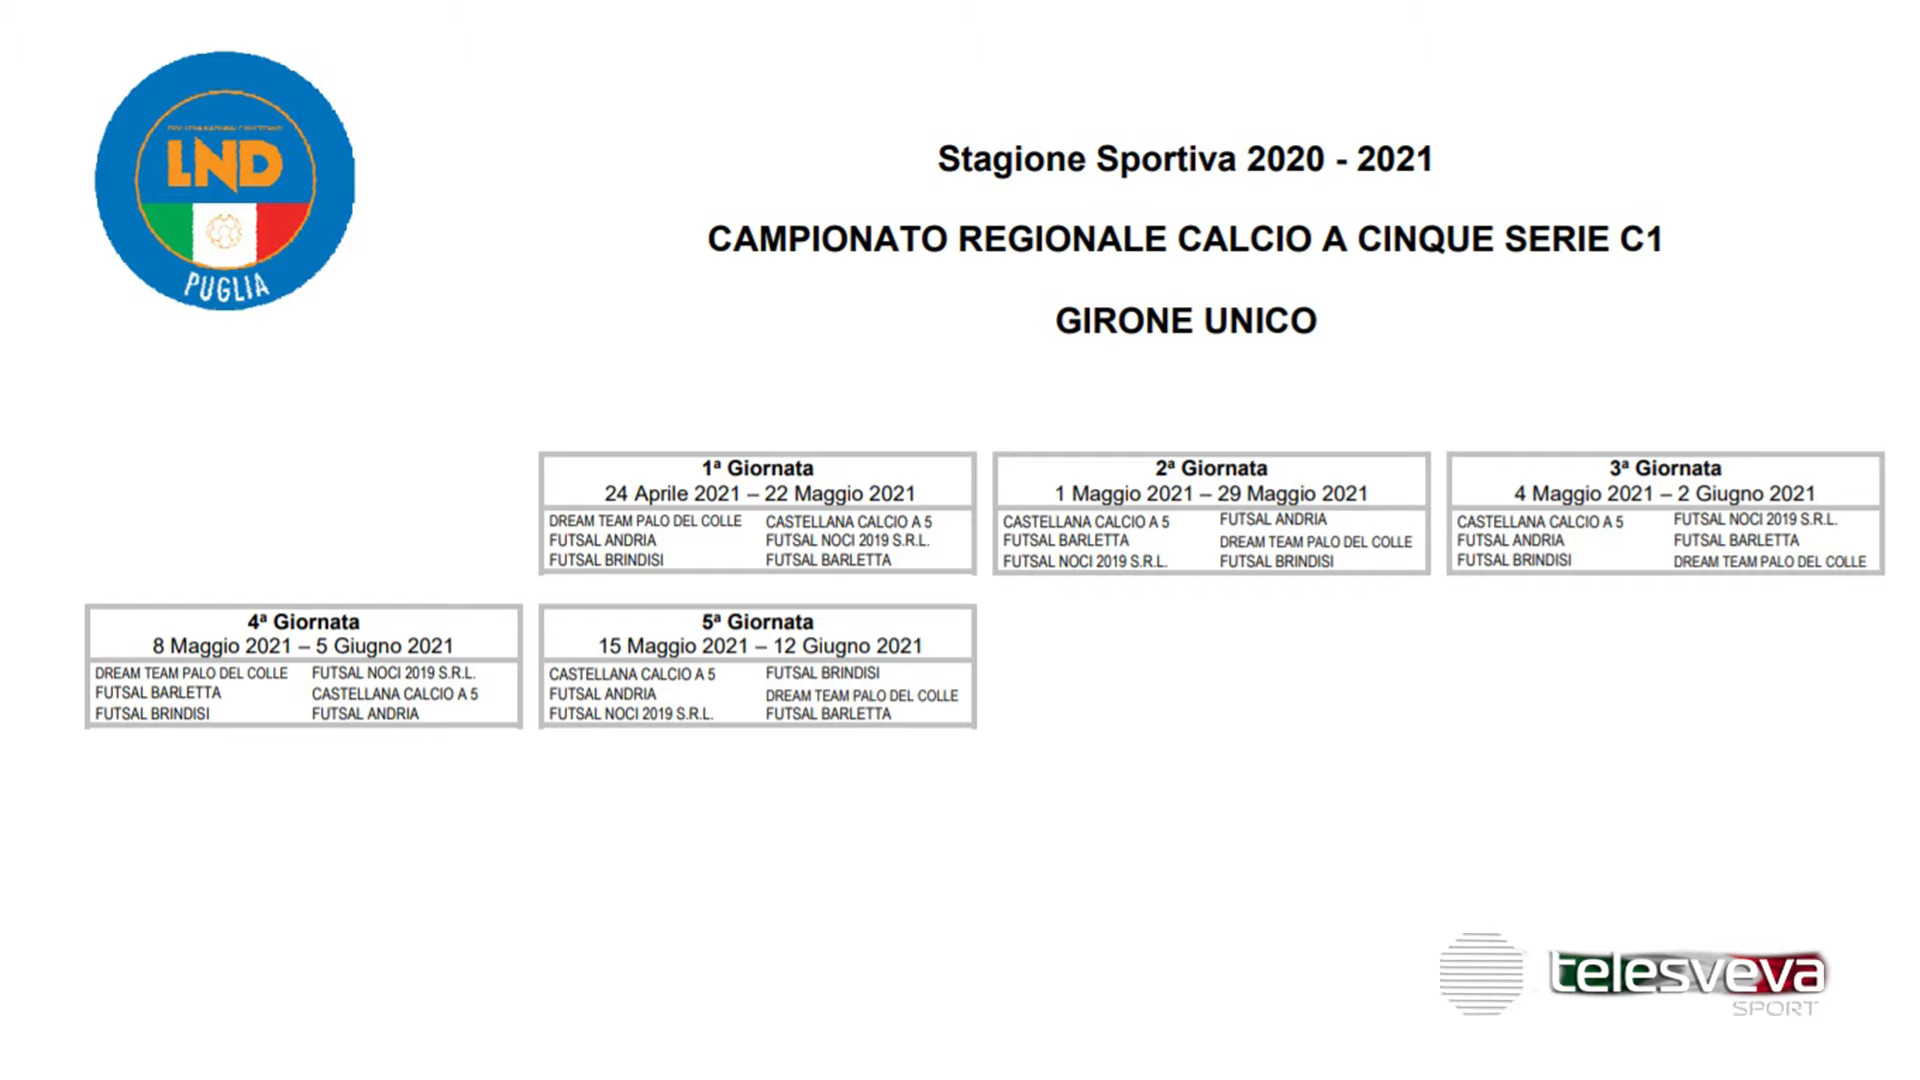 LND
PUGLIA
Stagione Sportiva 2020 - 2021
CAMPIONATO REGIONALE CALCIO A CINQUE SERIE C1
GIRONE UNICO
1ª Giornata
24 Aprile 2021 – 22 Maggio 2021
DREAM TEAM PALO DEL COLLE CASTELLANA CALCIO A 5
FUTSAL ANDRIA FUTSAL NOCI 2019 S.R.L.
FUTSAL BRINDISI FUTSAL BARLETTA
2ª Giornata
1 Maggio 2021 – 29 Maggio 2021
CASTELLANA CALCIO A 5 FUTSAL ANDRIA
FUTSAL BARLETTA DREAM TEAM PALO DEL COLLE
FUTSAL NOCI 2019 S.R.L. FUTSAL BRINDISI
3ª Giornata
4 Maggio 2021 – 2 Giugno 2021
CASTELLANA CALCIO A 5 FUTSAL NOCI 2019 S.R.L.
FUTSAL ANDRIA FUTSAL BARLETTA
FUTSAL BRINDISI DREAM TEAM PALO DEL COLLE
4ª Giornata
8 Maggio 2021 – 5 Giugno 2021
DREAM TEAM PALO DEL COLLE FUTSAL NOCI 2019 S.R.L.
FUTSAL BARLETTA CASTELLANA CALCIO A 5
FUTSAL BRINDISI FUTSAL ANDRIA
5ª Giornata
15 Maggio 2021 – 12 Giugno 2021
CASTELLANA CALCIO A 5 FUTSAL BRINDISI
FUTSAL ANDRIA DREAM TEAM PALO DEL COLLE
FUTSAL NOCI 2019 S.R.L. FUTSAL BARLETTA
telesveva
SPORT